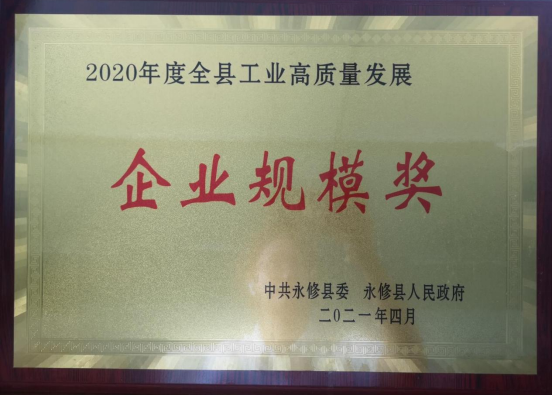 2020年度全县工业高质量发展
企业规模奖
中共永修县委 永修县人民政府
二〇二一年四月